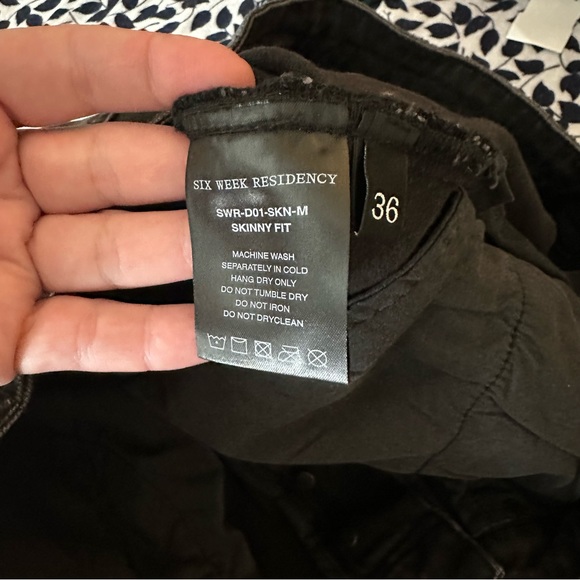 SIX WEEK RESIDENCY
SWR-D01-SKN-M
SKINNY FIT
MACHINE WASH
SEPARATELY IN COLD
HANG DRY ONLY
DO NOT TUMBLE DRY
DO NOT IRON
DO NOT DRYCLEAN
36